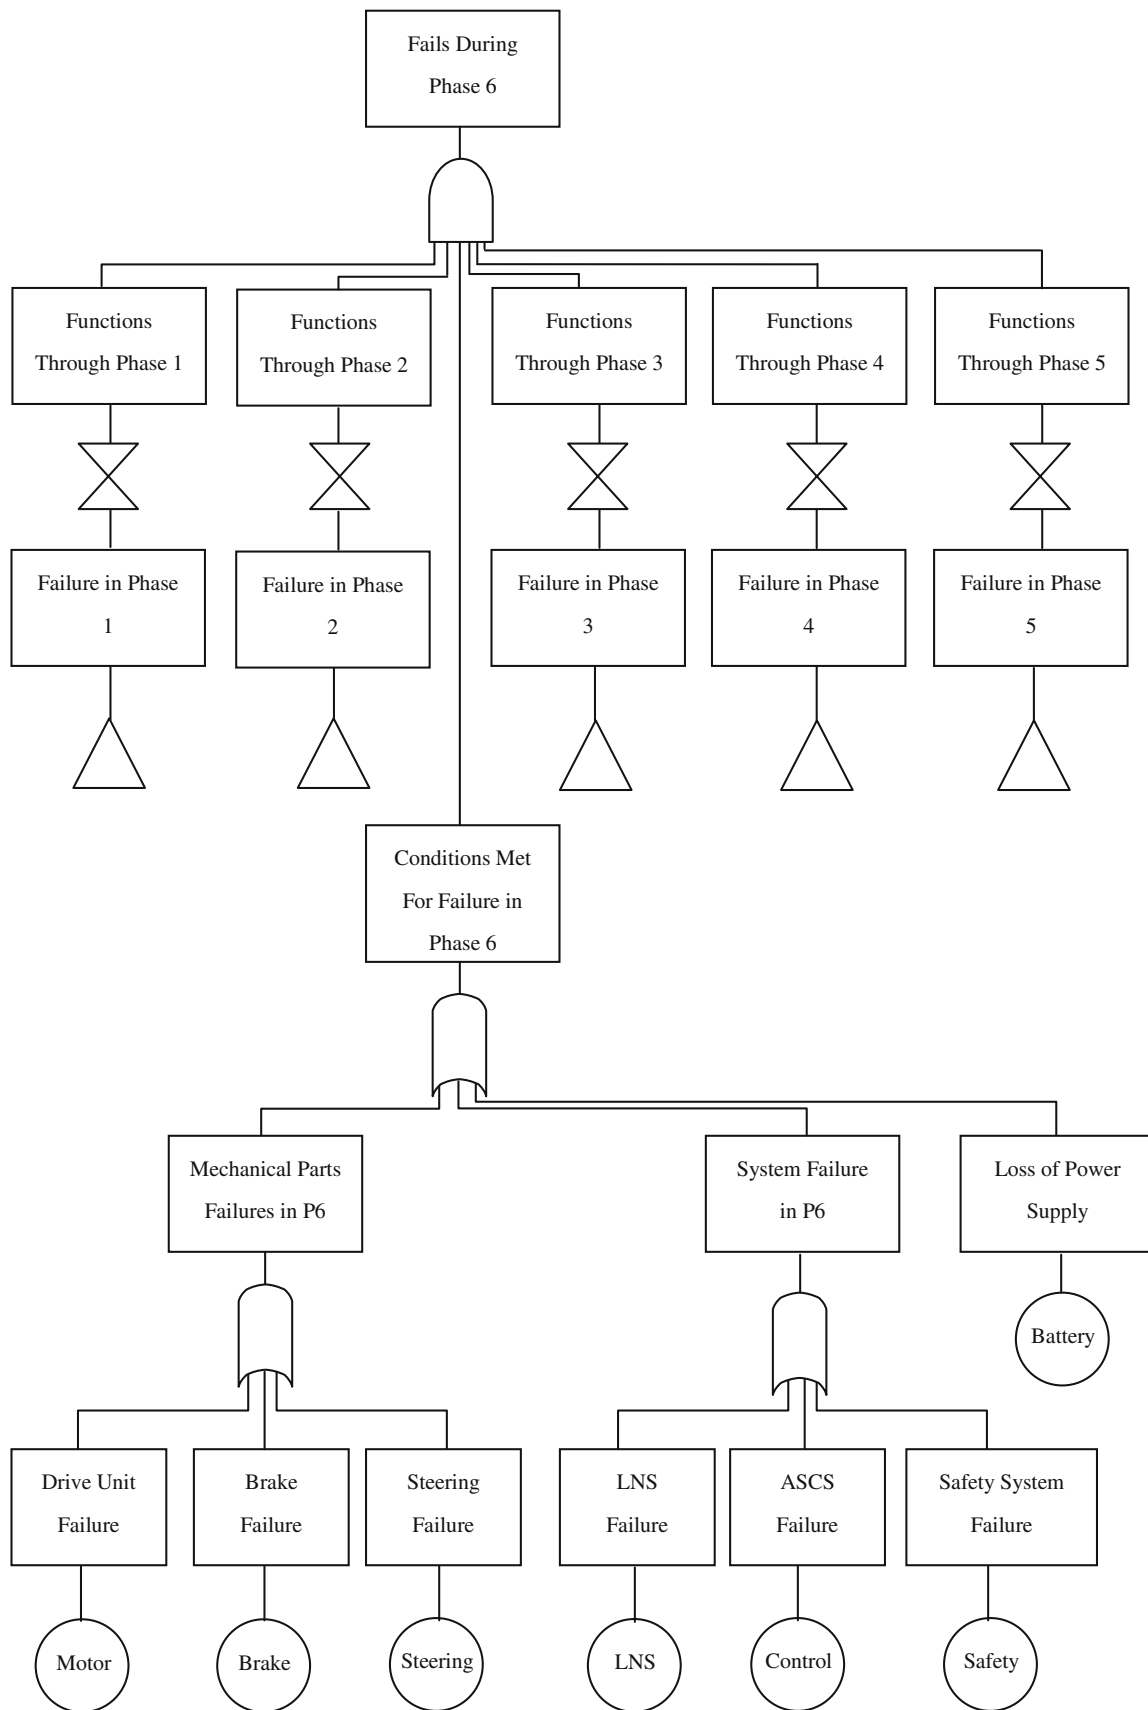 Fails During
Phase 6
Functions
Through Phase 1
Functions
Through Phase 2
Functions
Through Phase 3
Functions
Through Phase 4
Functions
Through Phase 5
Failure in Phase
1
Failure in Phase
2
Failure in Phase
3
Failure in Phase
4
Failure in Phase
5
Conditions Met
For Failure in
Phase 6
Mechanical Parts
Failures in P6
System Failure
in P6
Loss of Power
Supply
Battery
Drive Unit
Failure
Brake
Failure
Steering
Failure
LNS
Failure
ASCS
Failure
Safety System
Failure
Motor
Brake
Steering
LNS
Control
Safety